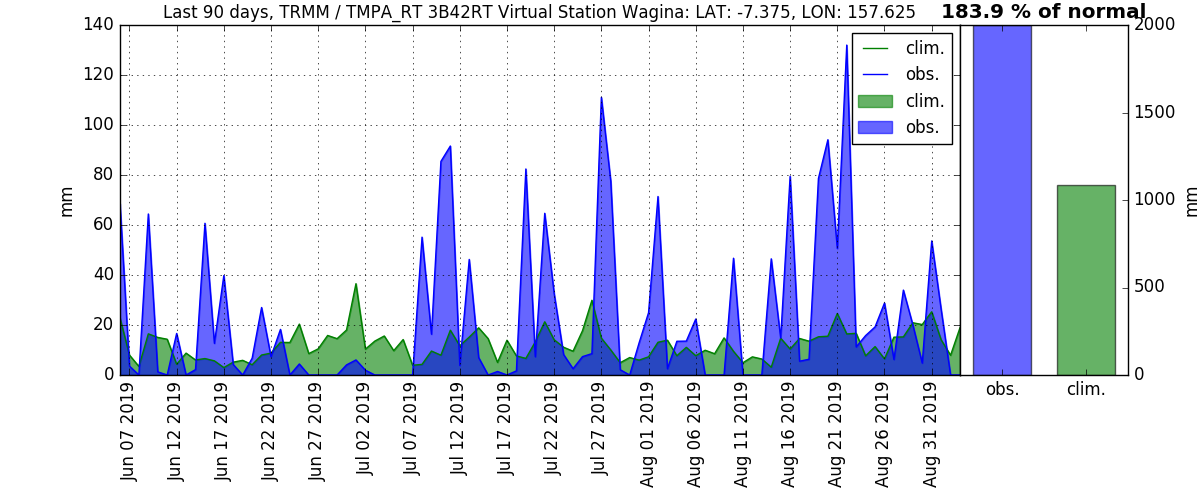 Last 90 days, TRMM / TMPA_RT 3B42RT Virtual Station Wagina: LAT: -7.375, LON: 157.625
183.9 % of normal
140
120
100
80
60
40
20
0
mm
clim.
obs.
clim.
obs.
2000
1500
1000
500
0
mm
Jun 07 2019
Jun 12 2019
Jun 17 2019
Jun 22 2019
Jun 27 2019
Jul 02 2019
Jul 07 2019
Jul 12 2019
Jul 17 2019
Jul 22 2019
Jul 27 2019
Aug 01 2019
Aug 06 2019
Aug 11 2019
Aug 16 2019
Aug 21 2019
Aug 26 2019
Aug 31 2019
obs.
clim.